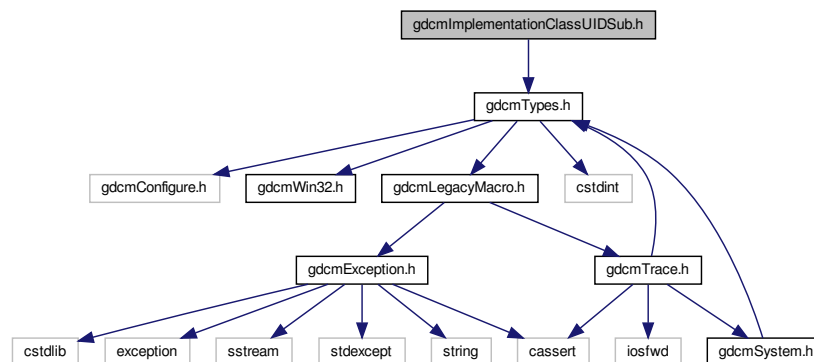 gdcmImplementationClassUIDSub.h
gdcmTypes.h
gdcmConfigure.h
gdcmWin32.h
gdcmLegacyMacro.h
cstdint
gdcmException.h
gdcmTrace.h
cstdlib
exception
sstream
stdexcept
string
cassert
iosfwd
gdcmSystem.h